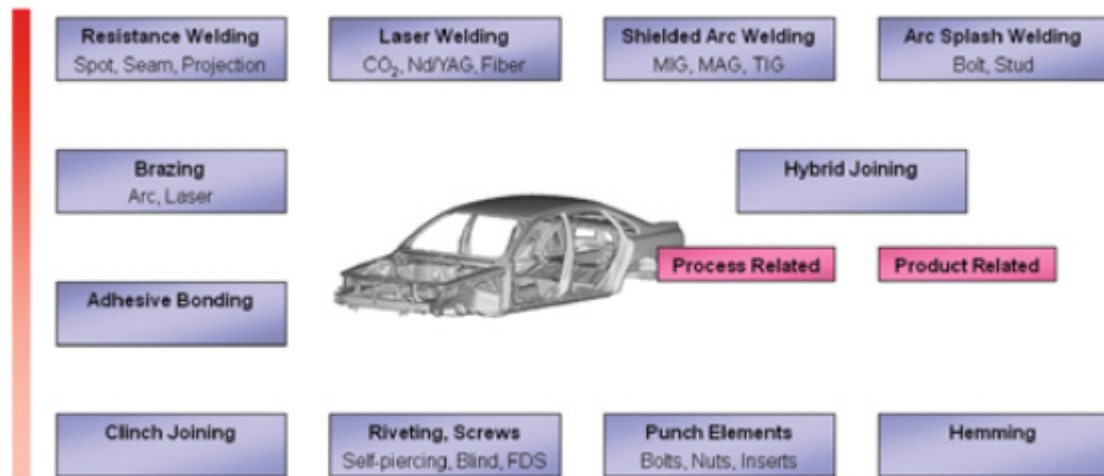 Resistance Welding
Spot, Seam, Projection
Laser Welding
CO₂, Nd/YAG, Fiber
Shielded Arc Welding
MIG, MAG, TIG
Arc Splash Welding
Bolt, Stud
Brazing
Arc, Laser
Hybrid Joining
Process Related
Product Related
Adhesive Bonding
Clinch Joining
Riveting, Screws
Self-piercing, Blind, FDS
Punch Elements
Bolts, Nuts, Inserts
Hemming